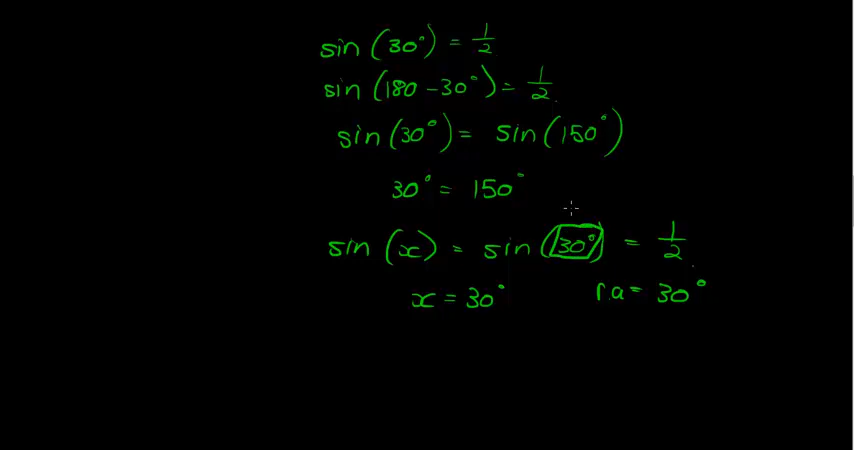 sin (30°) = 1/2
sin (180 - 30°) = 1/2.
sin (30°) = sin (150°)
30° = 150°
sin (x) = sin (30°) = 1/2.
x = 30° r.a = 30°